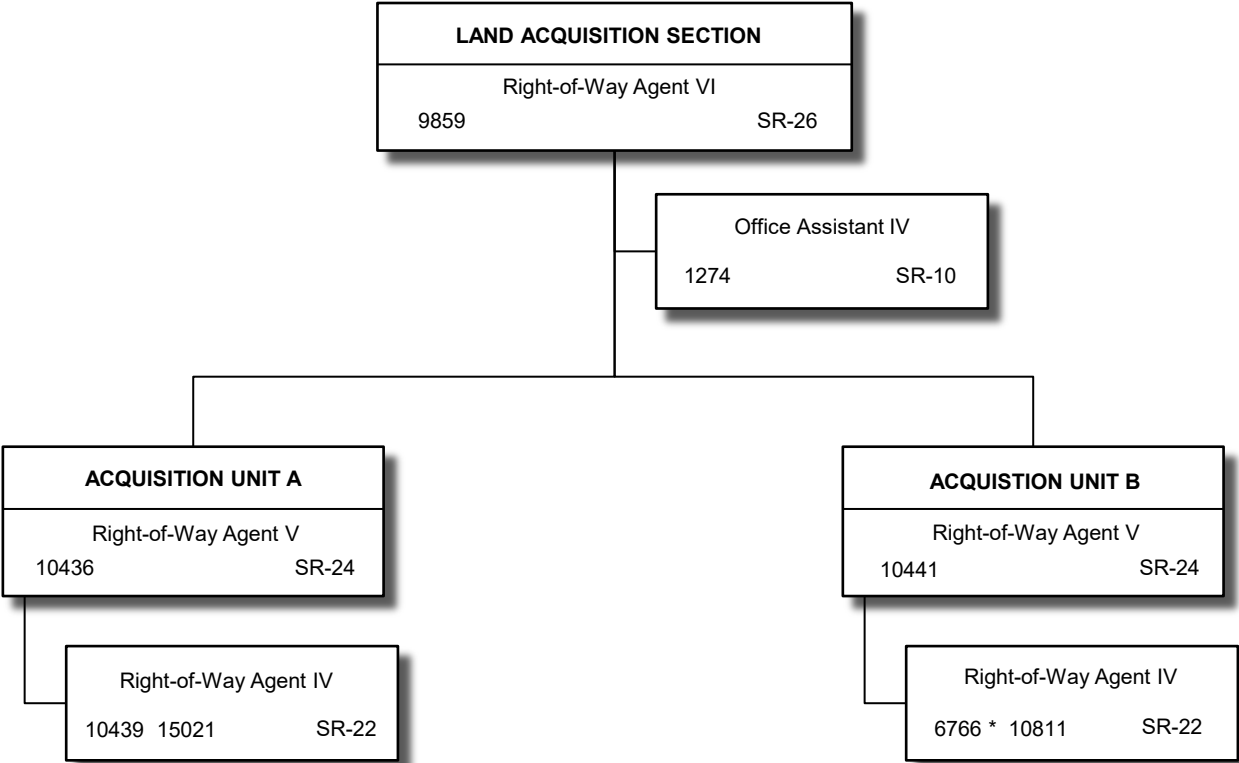 LAND ACQUISITION SECTION
Right-of-Way Agent VI
9859 SR-26
Office Assistant IV
1274 SR-10
ACQUISITION UNIT A
Right-of-Way Agent V
10436 SR-24
Right-of-Way Agent IV
10439 15021 SR-22
ACQUISTION UNIT B
Right-of-Way Agent V
10441 SR-24
Right-of-Way Agent IV
6766 * 10811 SR-22